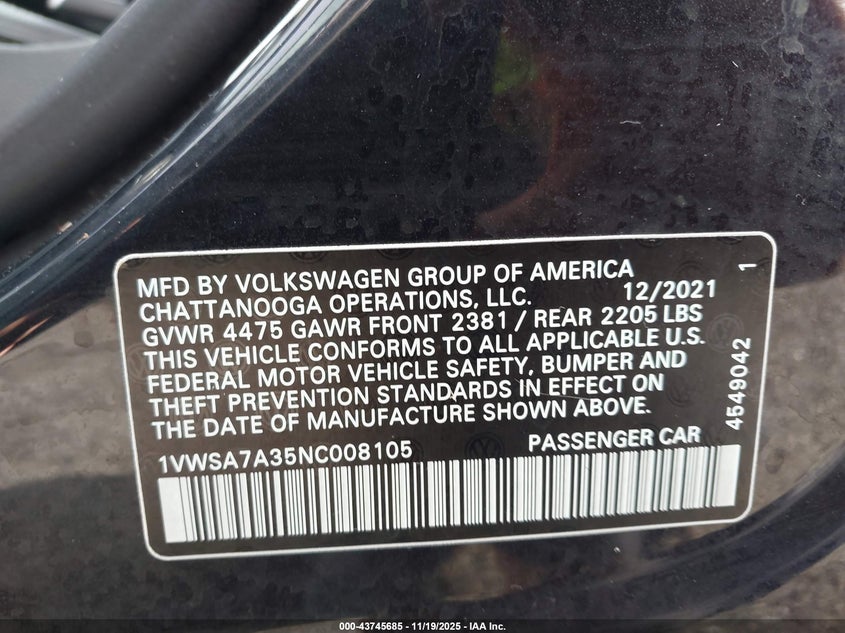 MFD BY VOLKSWAGEN GROUP OF AMERICA
CHATTANOOGA OPERATIONS, LLC. 12/2021 1
GVWR 4475 GAWR FRONT 2381 / REAR 2205 LBS
THIS VEHICLE CONFORMS TO ALL APPLICABLE U.S.
FEDERAL MOTOR VEHICLE SAFETY, BUMPER AND
THEFT PREVENTION STANDARDS IN EFFECT ON
THE DATE OF MANUFACTURE SHOWN ABOVE.
4549042
1VWSA7A35NC008105 PASSENGER CAR
000-43745685 - 11/19/2025 - IAA Inc.